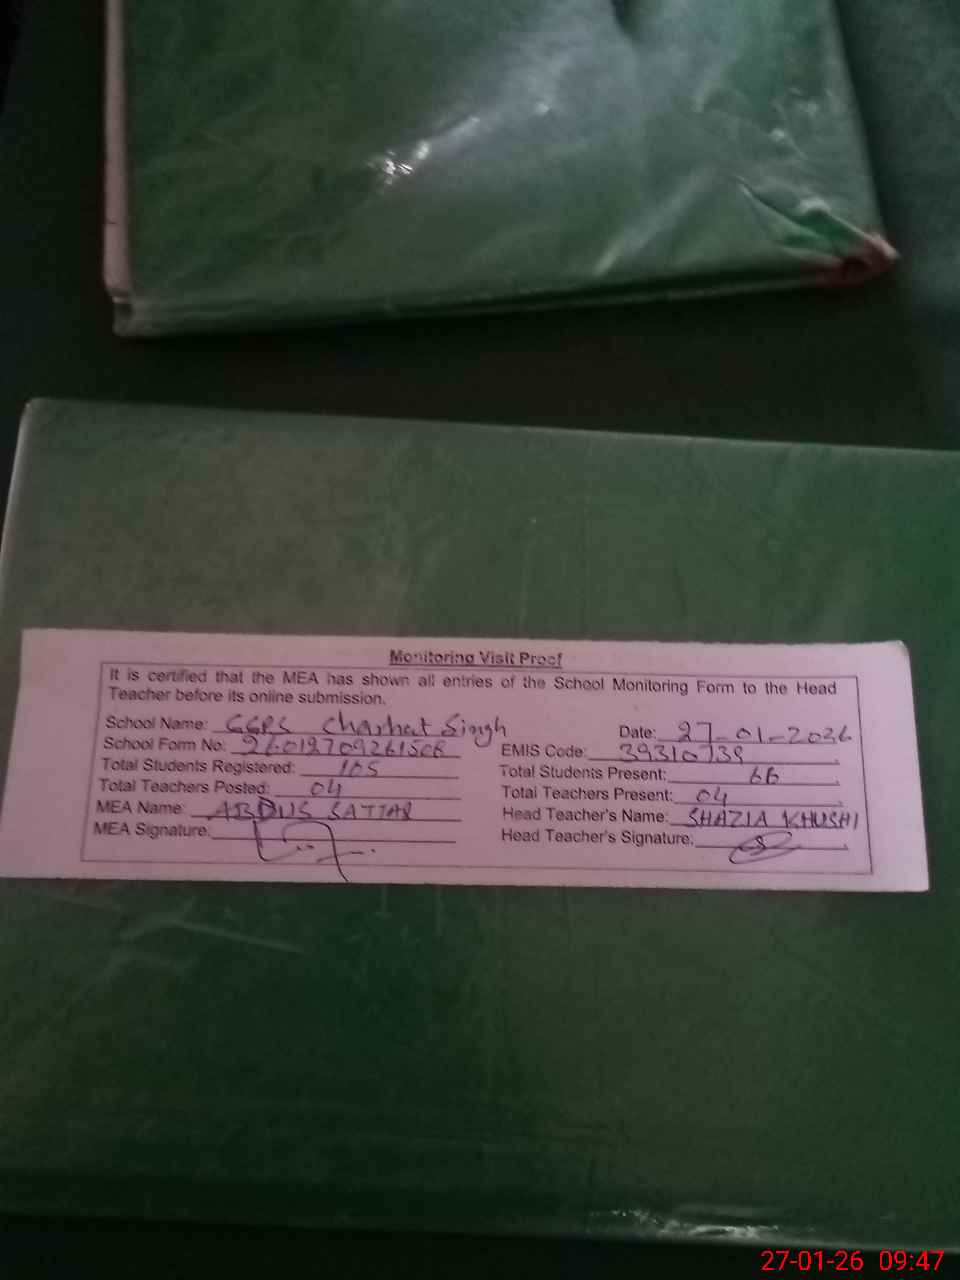 Monitoring Visit Proof
It is certified that the MEA has shown all entries of the School Monitoring Form to the Head
Teacher before its online submission.
School Name: GGPS Charhat Singh Date: 27-01-2026
School Form No: EMIS Code: 39310739
Total Students Registered: 105 Total Students Present: 66
Total Teachers Posted: 04 Total Teachers Present: 04
MEA Name: ABDUS SATTAR Head Teacher's Name: SHAZIA KHUSHI
MEA Signature: Head Teacher's Signature:
27-01-26 09:47